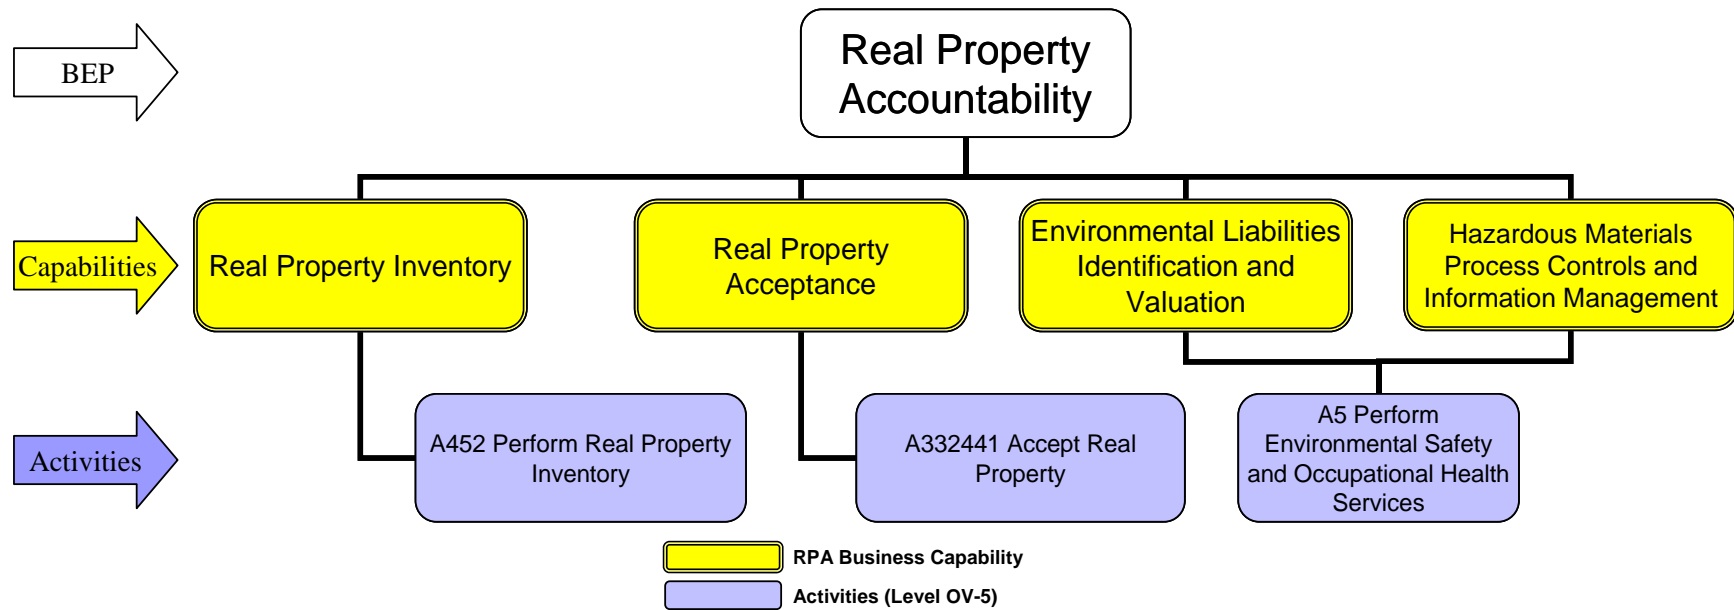 BEP
Real Property
Accountability
Capabilities
Real Property Inventory
Real Property
Acceptance
Environmental Liabilities
Identification and
Valuation
Hazardous Materials
Process Controls and
Information Management
Activities
A452 Perform Real Property
Inventory
A332441 Accept Real
Property
A5 Perform
Environmental Safety
and Occupational Health
Services
RPA Business Capability
Activities (Level OV-5)